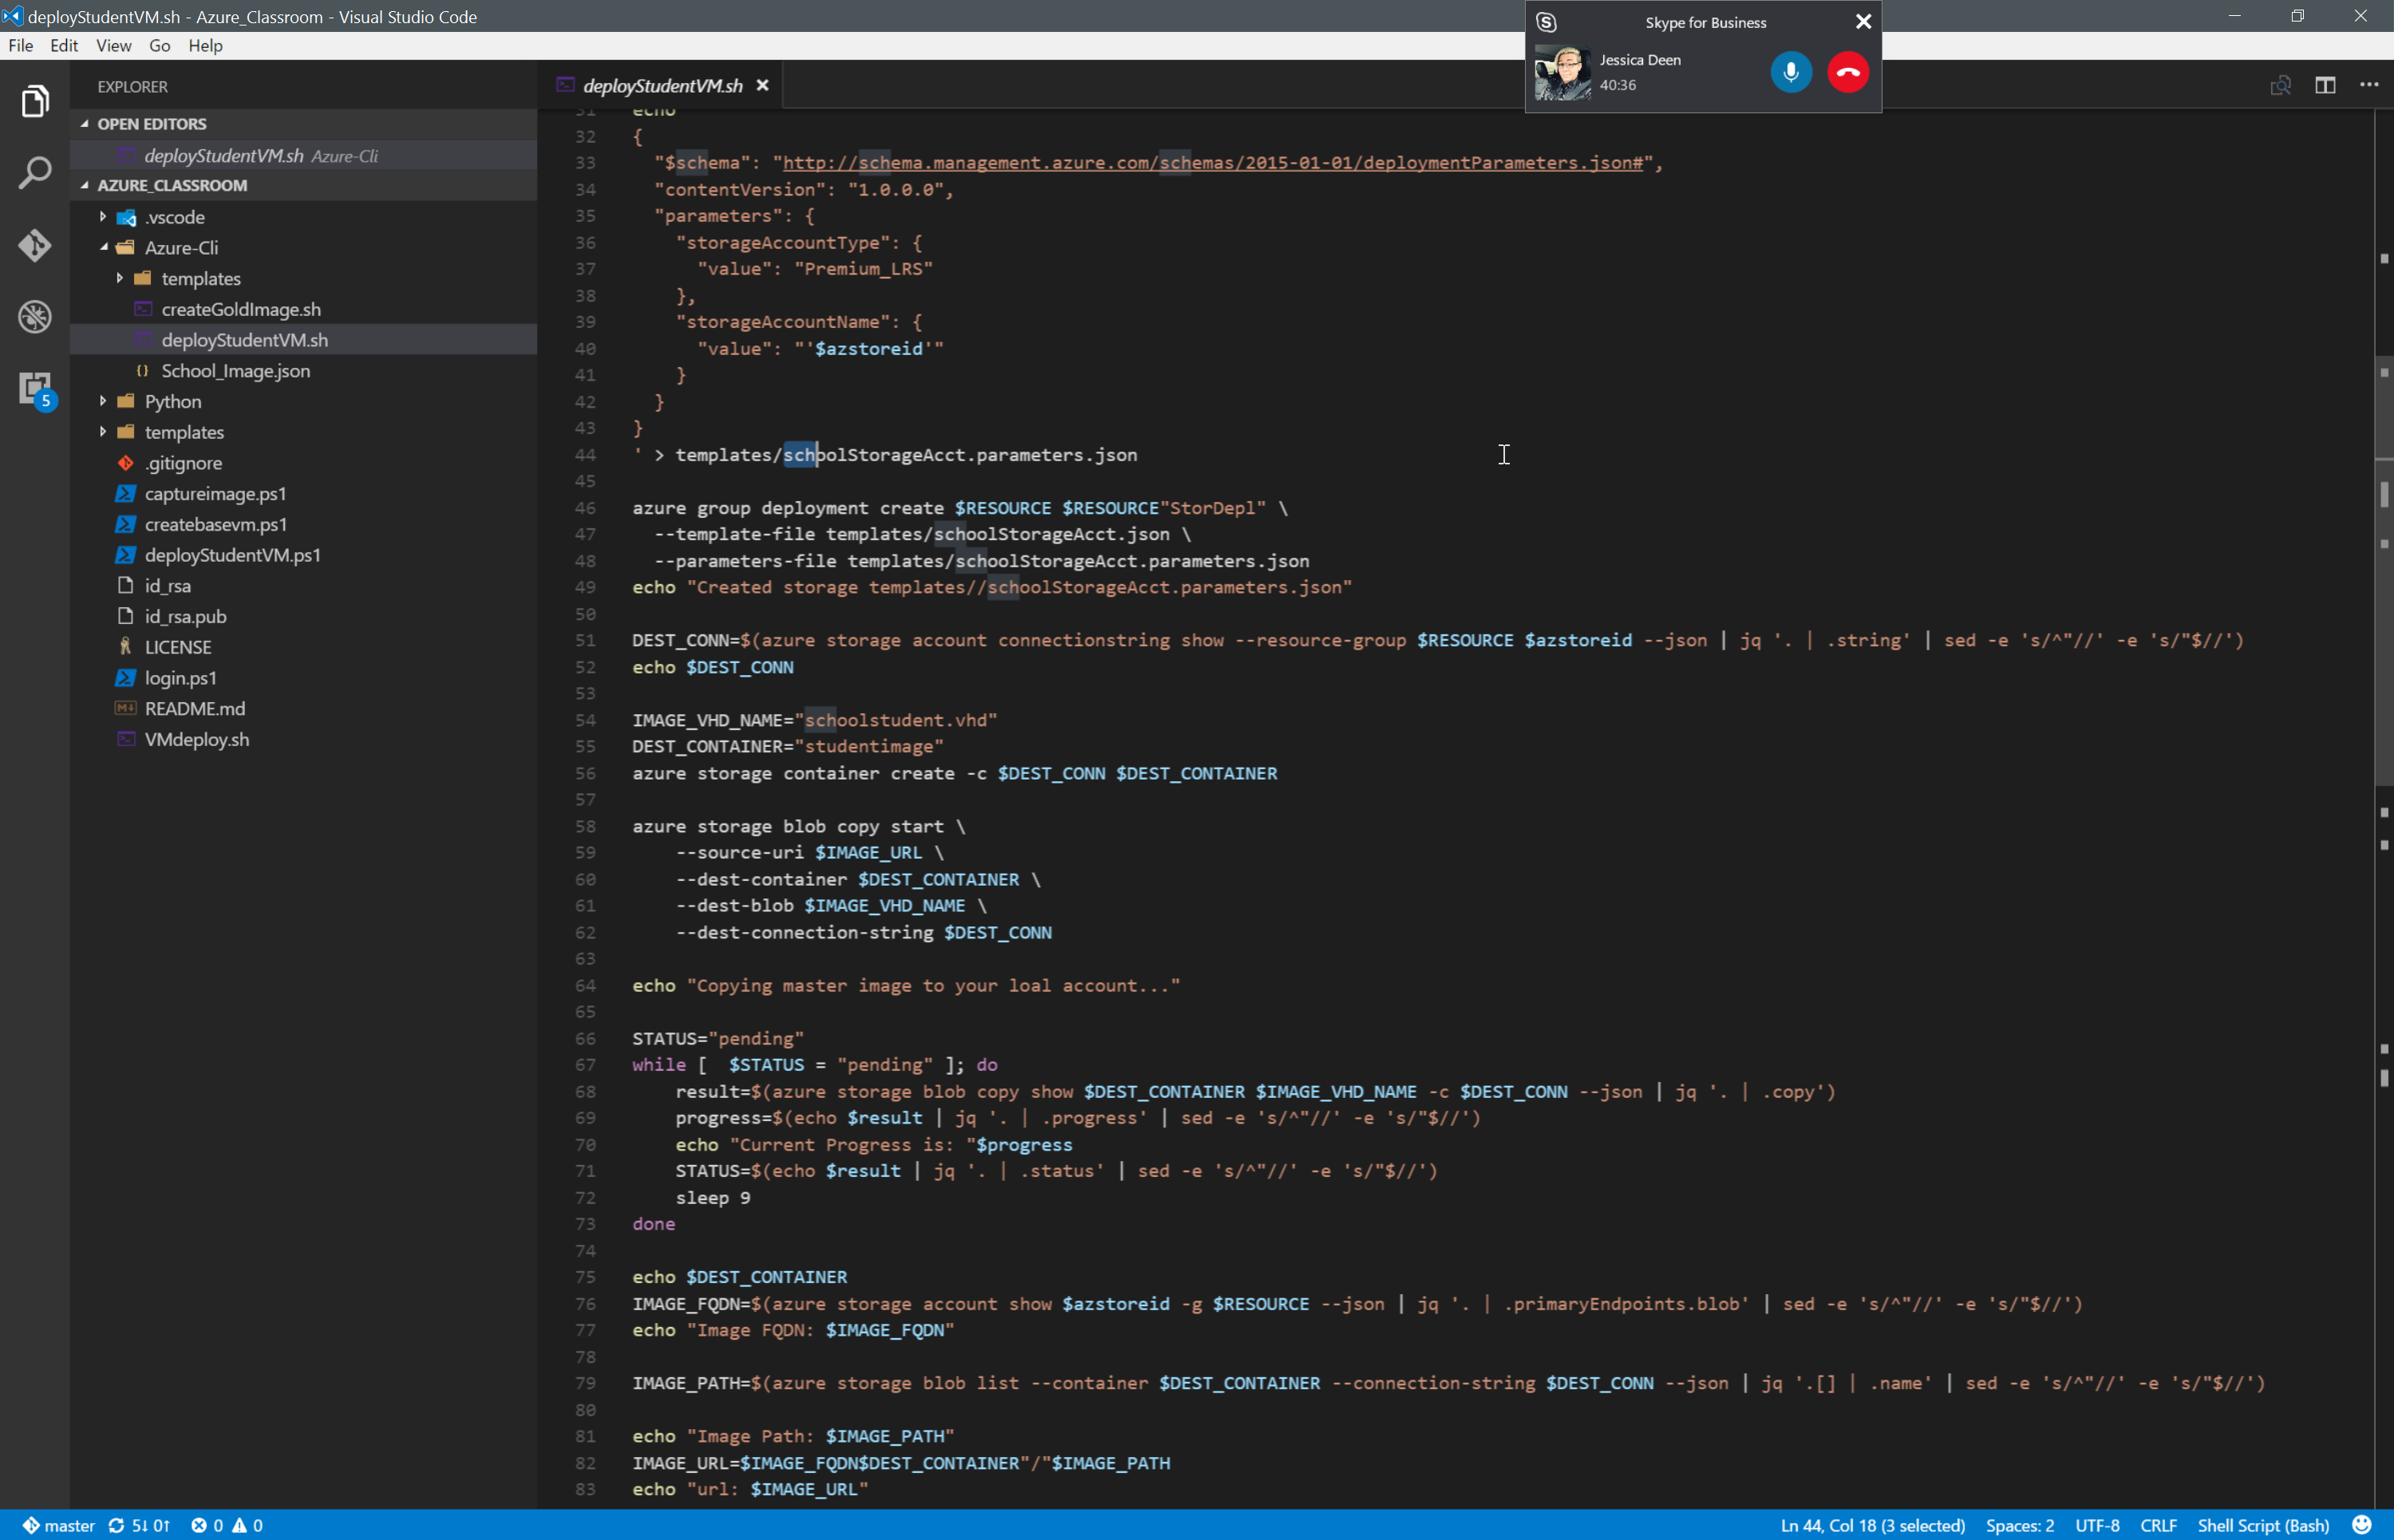 deployStudentVM.sh - Azure_Classroom - Visual Studio Code
File Edit View Go Help
Skype for Business
Jessica Deen
40:36
EXPLORER
OPEN EDITORS
deployStudentVM.sh Azure-Cli
AZURE_CLASSROOM
.vscode
Azure-Cli
templates
createGoldImage.sh
deployStudentVM.sh
{} School_Image.json
Python
templates
.gitignore
captureimage.ps1
createbasevm.ps1
deployStudentVM.ps1
id_rsa
id_rsa.pub
LICENSE
login.ps1
README.md
VMdeploy.sh
5
deployStudentVM.sh
31 echo
32 {
33 "$schema": "http://schema.management.azure.com/schemas/2015-01-01/deploymentParameters.json#",
34 "contentVersion": "1.0.0.0",
35 "parameters": {
36 "storageAccountType": {
37 "value": "Premium_LRS"
38 },
39 "storageAccountName": {
40 "value": "'$azstoreid'"
41 }
42 }
43 }
44 ' > templates/schoolStorageAcct.parameters.json
45
46 azure group deployment create $RESOURCE $RESOURCE"StorDepl" \
47 --template-file templates/schoolStorageAcct.json \
48 --parameters-file templates/schoolStorageAcct.parameters.json
49 echo "Created storage templates//schoolStorageAcct.parameters.json"
50
51 DEST_CONN=$(azure storage account connectionstring show --resource-group $RESOURCE $azstoreid --json | jq '. | .string' | sed -e 's/^"//' -e 's/"$//')
52 echo $DEST_CONN
53
54 IMAGE_VHD_NAME="schoolstudent.vhd"
55 DEST_CONTAINER="studentimage"
56 azure storage container create -c $DEST_CONN $DEST_CONTAINER
57
58 azure storage blob copy start \
59 --source-uri $IMAGE_URL \
60 --dest-container $DEST_CONTAINER \
61 --dest-blob $IMAGE_VHD_NAME \
62 --dest-connection-string $DEST_CONN
63
64 echo "Copying master image to your loal account..."
65
66 STATUS="pending"
67 while [ $STATUS = "pending" ]; do
68 result=$(azure storage blob copy show $DEST_CONTAINER $IMAGE_VHD_NAME -c $DEST_CONN --json | jq '. | .copy')
69 progress=$(echo $result | jq '. | .progress' | sed -e 's/^"//' -e 's/"$//')
70 echo "Current Progress is: "$progress
71 STATUS=$(echo $result | jq '. | .status' | sed -e 's/^"//' -e 's/"$//')
72 sleep 9
73 done
74
75 echo $DEST_CONTAINER
76 IMAGE_FQDN=$(azure storage account show $azstoreid -g $RESOURCE --json | jq '. | .primaryEndpoints.blob' | sed -e 's/^"//' -e 's/"$//')
77 echo "Image FQDN: $IMAGE_FQDN"
78
79 IMAGE_PATH=$(azure storage blob list --container $DEST_CONTAINER --connection-string $DEST_CONN --json | jq '.[] | .name' | sed -e 's/^"//' -e 's/"$//')
80
81 echo "Image Path: $IMAGE_PATH"
82 IMAGE_URL=$IMAGE_FQDN$DEST_CONTAINER"/"$IMAGE_PATH
83 echo "url: $IMAGE_URL"
master 5↓ 0↑ 0 0 Ln 44, Col 18 (3 selected) Spaces: 2 UTF-8 CRLF Shell Script (Bash)